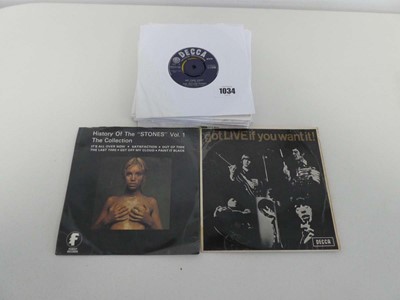 DECCA
1034
History Of The "STONES" Vol. 1
The Collection
IT'S ALL OVER NOW • SATISFACTION • OUT OF TIME
THE LAST TIME • GET OFF MY CLOUD • PAINT IT BLACK
got LIVE if you want it!
DECCA